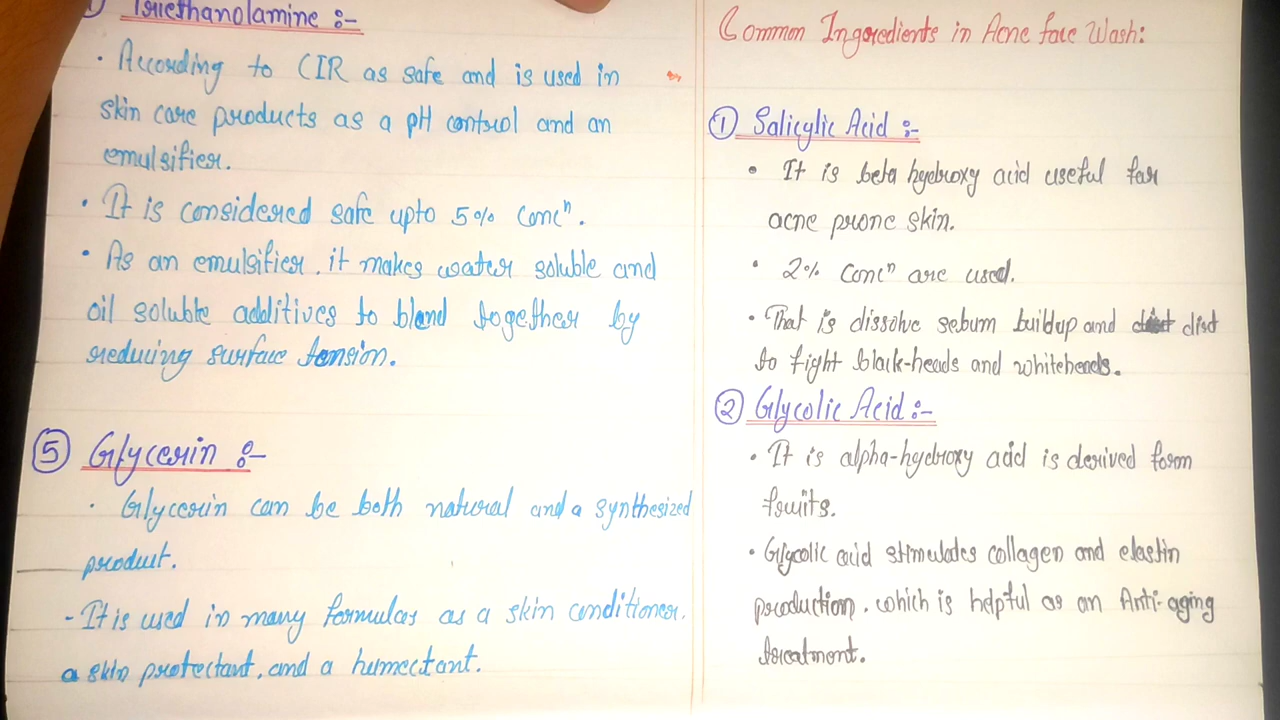 Triethanolamine :-
• According to CIR as safe and is used in
skin care products as a pH control and an
emulsifier.
• It is considered safe upto 5% Concⁿ.
• As an emulsifier, it makes water soluble and
oil soluble additives to blend together by
reducing surface tension.
⑤ Glycerin :-
• Glycerin can be both natural and a synthesized
product.
- It is used in many formulas as a skin conditioner.
a skin protectant, and a humectant.
Common Ingredients in Acne face Wash:
① Salicylic Acid :-
• It is beta hydroxy acid useful for
acne prone skin.
• 2% Concⁿ are used.
• That is dissolve sebum buildup and dist
to fight black-heads and whiteheads.
② Glycolic Acid :-
• It is alpha-hydroxy acid is derived form
fruits.
• Glycolic acid stimulates collagen and elastin
production. which is helpful as an Anti-aging
treatment.